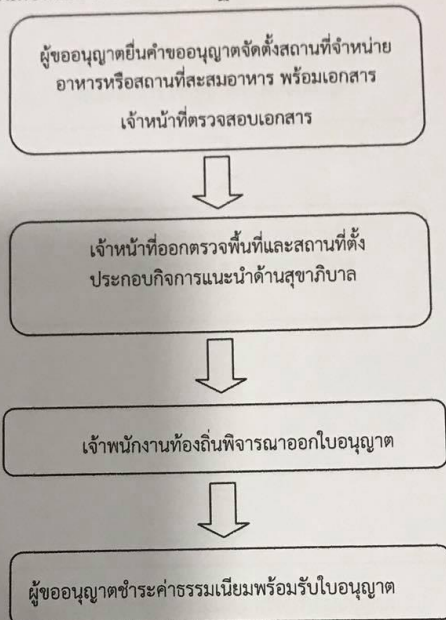 ผู้ขออนุญาตยื่นคำขออนุญาตจัดตั้งสถานที่จำหน่าย
อาหารหรือสถานที่สะสมอาหาร พร้อมเอกสาร
เจ้าหน้าที่ตรวจสอบเอกสาร
เจ้าหน้าที่ออกตรวจพื้นที่และสถานที่ตั้ง
ประกอบกิจการแนะนำด้านสุขาภิบาล
เจ้าพนักงานท้องถิ่นพิจารณาออกใบอนุญาต
ผู้ขออนุญาตชำระค่าธรรมเนียมพร้อมรับใบอนุญาต